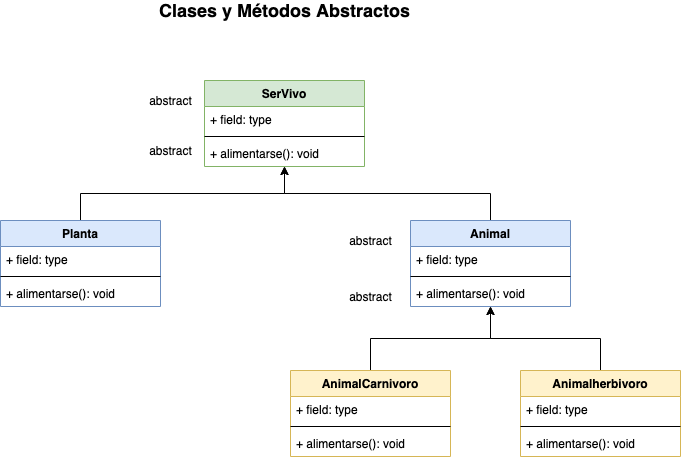 Clases y Métodos Abstractos
abstract
SerVivo
+ field: type
abstract
+ alimentarse(): void
Planta
+ field: type
+ alimentarse(): void
abstract
Animal
+ field: type
abstract
+ alimentarse(): void
AnimalCarnivoro
+ field: type
+ alimentarse(): void
Animalherbivoro
+ field: type
+ alimentarse(): void